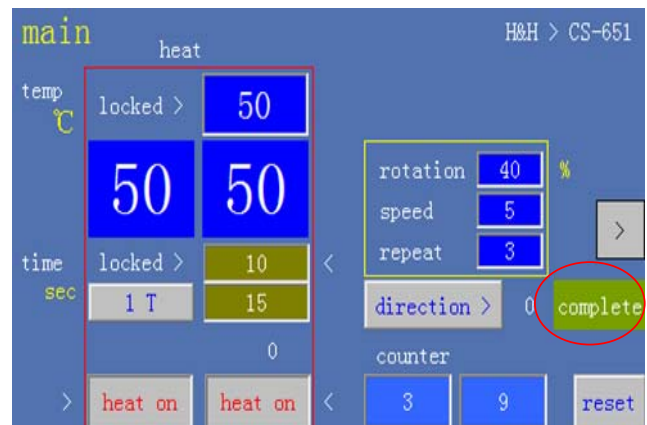 main
H&H > CS-651
heat
temp
℃
locked > 50
50 50
rotation 40 %
speed 5
repeat 3
>
time
sec
locked > 10 <
1 T 15
direction > 0 complete
0
counter
> heat on heat on < 3 9 reset